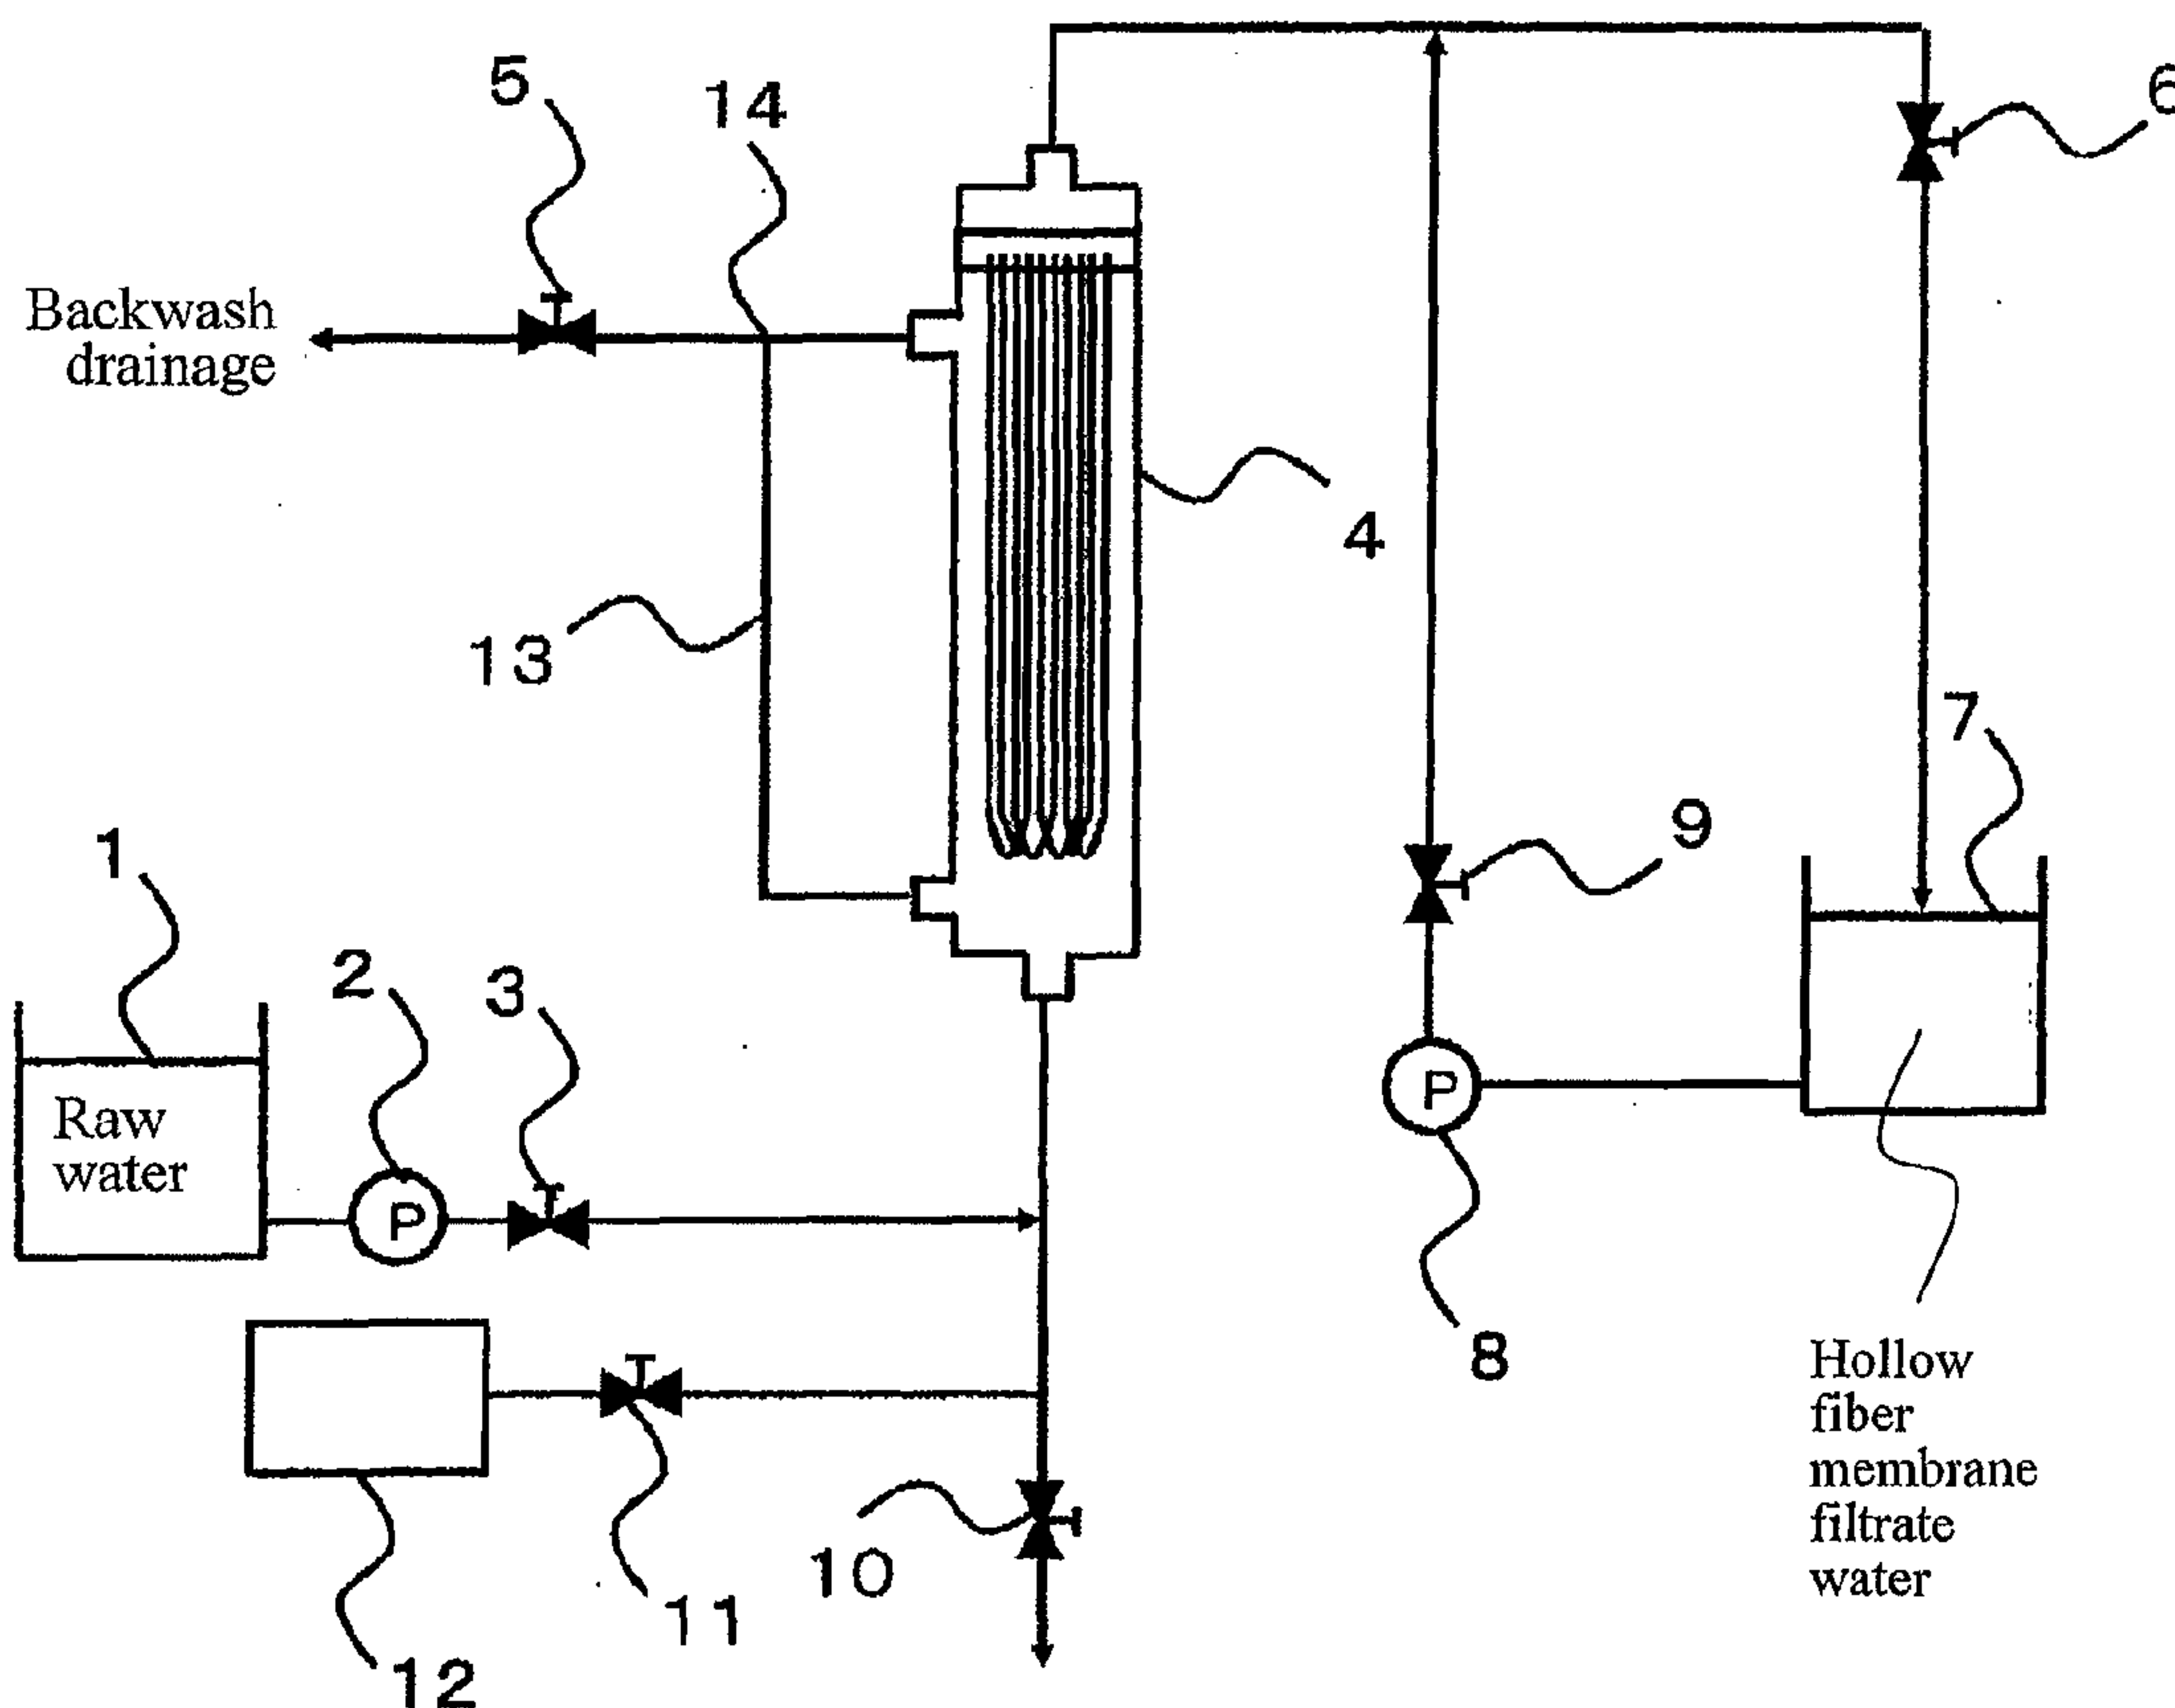 5
14
6
Backwash
drainage
4
13
7
9
1
2
3
Raw
water
P
P
8
Hollow
fiber
membrane
filtrate
water
10
11
12